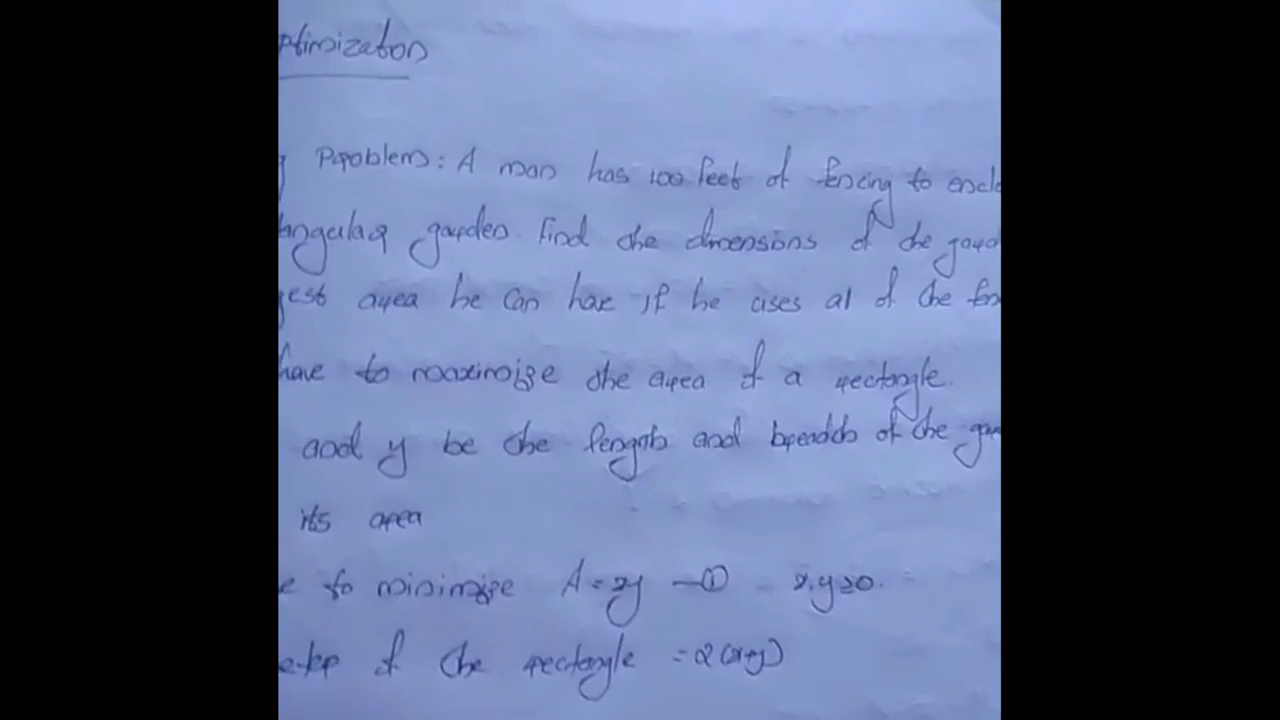 ptimization
Problem: A man has 100 feet of fencing to encl
angular garden find the dimensions of the gard
gest area he can have if he uses al of the fen
have to maximize the area of a rectangle.
and y be the length and breadth of the gar
its area
e to minimize A = xy —① x,y≥0.
of the rectangle = 2(x+y)